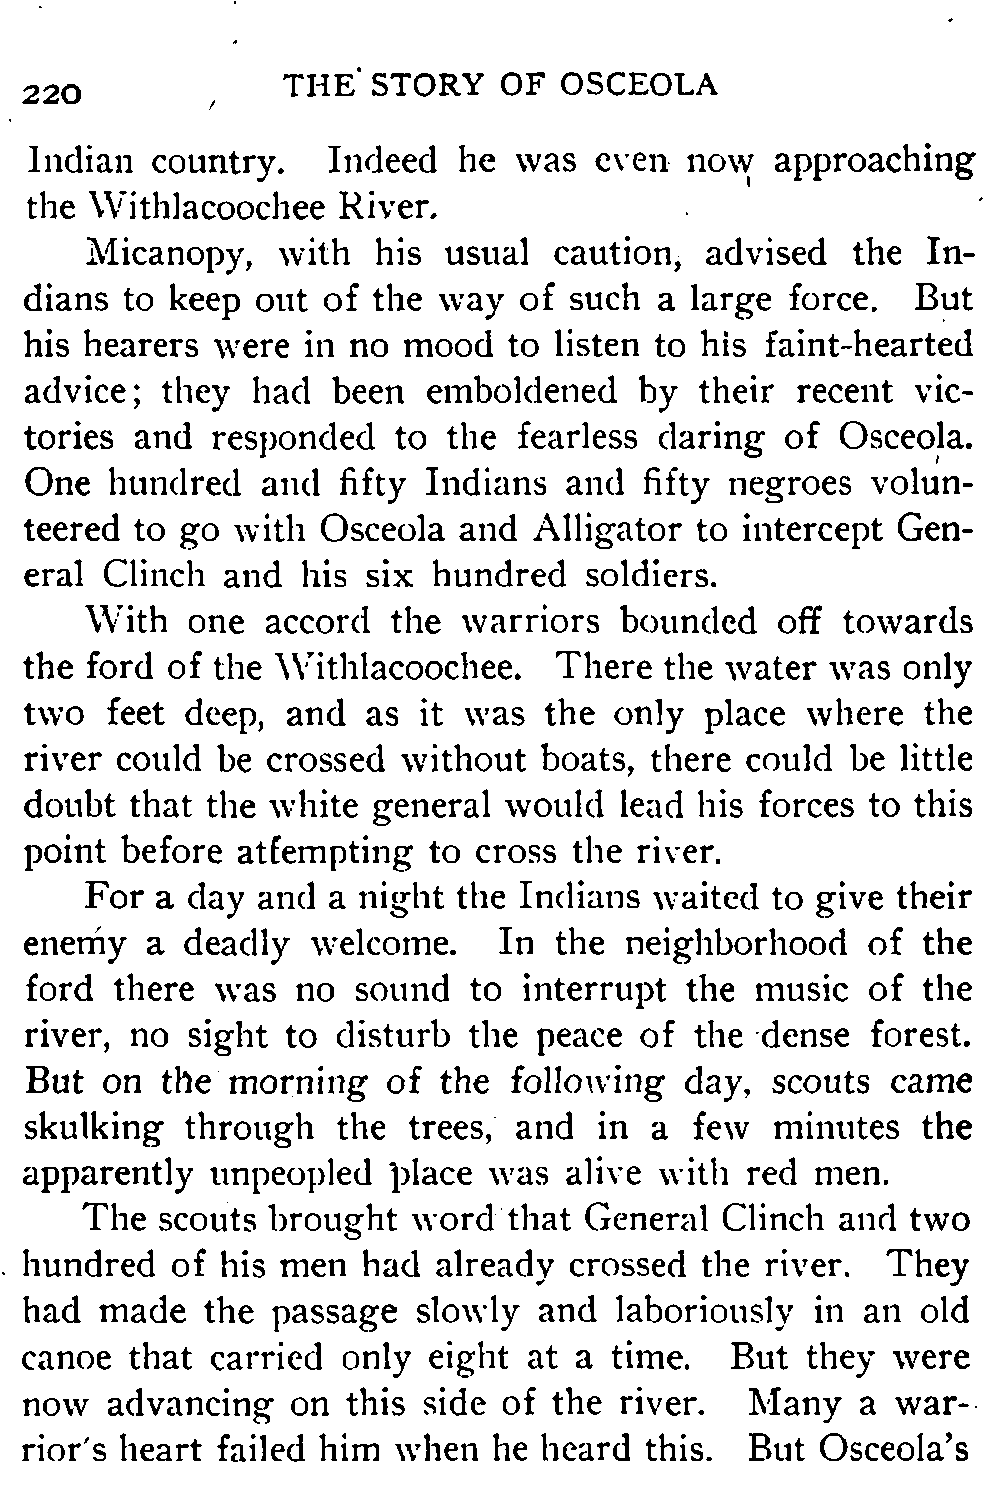 220 THE STORY OF OSCEOLA
Indian country. Indeed he was even now approaching
the Withlacoochee River.
Micanopy, with his usual caution, advised the In-
dians to keep out of the way of such a large force. But
his hearers were in no mood to listen to his faint-hearted
advice; they had been emboldened by their recent vic-
tories and responded to the fearless daring of Osceola.
One hundred and fifty Indians and fifty negroes volun-
teered to go with Osceola and Alligator to intercept Gen-
eral Clinch and his six hundred soldiers.
With one accord the warriors bounded off towards
the ford of the Withlacoochee. There the water was only
two feet deep, and as it was the only place where the
river could be crossed without boats, there could be little
doubt that the white general would lead his forces to this
point before attempting to cross the river.
For a day and a night the Indians waited to give their
enemy a deadly welcome. In the neighborhood of the
ford there was no sound to interrupt the music of the
river, no sight to disturb the peace of the dense forest.
But on the morning of the following day, scouts came
skulking through the trees, and in a few minutes the
apparently unpeopled place was alive with red men.
The scouts brought word that General Clinch and two
hundred of his men had already crossed the river. They
had made the passage slowly and laboriously in an old
canoe that carried only eight at a time. But they were
now advancing on this side of the river. Many a war-
rior's heart failed him when he heard this. But Osceola's